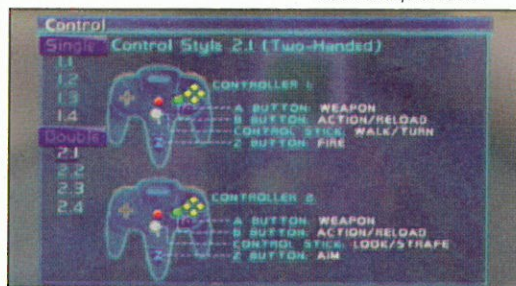 Control
Single
1.1
1.2
1.3
1.4
Double
2.1
2.2
2.3
2.4
Control Style 2.1 (Two-Handed)
CONTROLLER 1:
A BUTTON: WEAPON
B BUTTON: ACTION/RELOAD
CONTROL STICK: WALK/TURN
Z BUTTON: FIRE
Z
CONTROLLER 2:
A BUTTON: WEAPON
B BUTTON: ACTION/RELOAD
CONTROL STICK: LOOK/STRAFE
Z BUTTON: AIM
Z